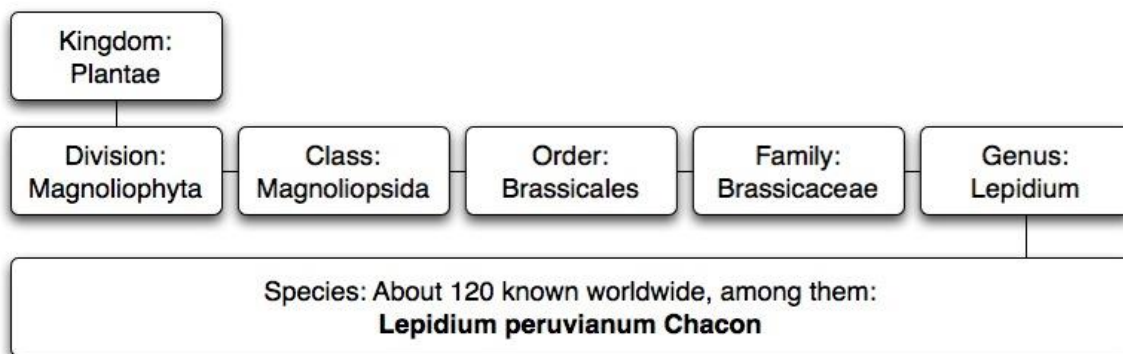 Kingdom:
Plantae
Division:
Magnoliophyta
Class:
Magnoliopsida
Order:
Brassicales
Family:
Brassicaceae
Genus:
Lepidium
Species: About 120 known worldwide, among them:
Lepidium peruvianum Chacon